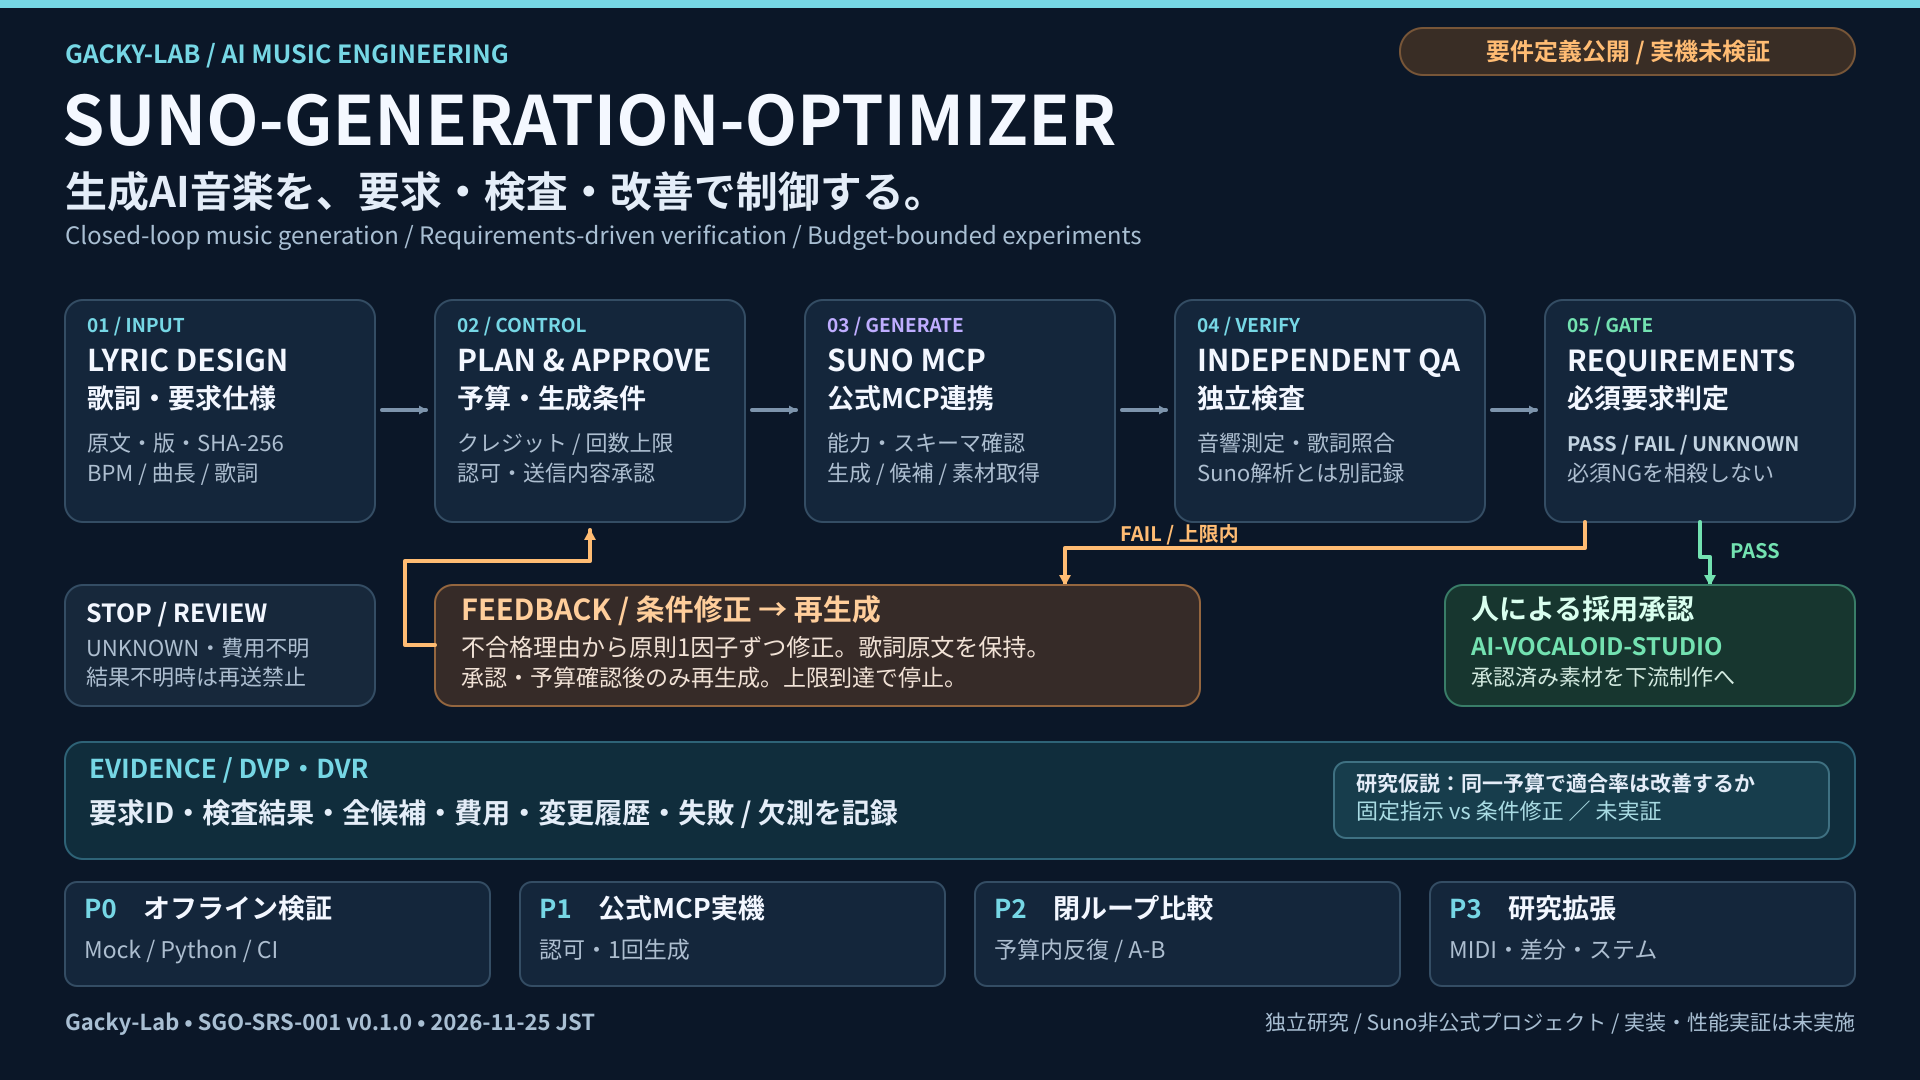 GACKY-LAB / AI MUSIC ENGINEERING
要件定義公開 / 実機未検証
SUNO-GENERATION-OPTIMIZER
生成AI音楽を、要求・検査・改善で制御する。
Closed-loop music generation / Requirements-driven verification / Budget-bounded experiments
01 / INPUT
LYRIC DESIGN
歌詞・要求仕様
原文・版・SHA-256
BPM / 曲長 / 歌詞
02 / CONTROL
PLAN & APPROVE
予算・生成条件
クレジット / 回数上限
認可・送信内容承認
03 / GENERATE
SUNO MCP
公式MCP連携
能力・スキーマ確認
生成 / 候補 / 素材取得
04 / VERIFY
INDEPENDENT QA
独立検査
音響測定・歌詞照合
Suno解析とは別記録
05 / GATE
REQUIREMENTS
必須要求判定
PASS / FAIL / UNKNOWN
必須NGを相殺しない
FAIL / 上限内
PASS
STOP / REVIEW
UNKNOWN・費用不明
結果不明時は再送禁止
FEEDBACK / 条件修正 → 再生成
不合格理由から原則1因子ずつ修正。歌詞原文を保持。
承認・予算確認後のみ再生成。上限到達で停止。
人による採用承認
AI-VOCALOID-STUDIO
承認済み素材を下流制作へ
EVIDENCE / DVP・DVR
要求ID・検査結果・全候補・費用・変更履歴・失敗 / 欠測を記録
研究仮説：同一予算で適合率は改善するか
固定指示 vs 条件修正 ／ 未実証
P0 オフライン検証
Mock / Python / CI
P1 公式MCP実機
認可・1回生成
P2 閉ループ比較
予算内反復 / A-B
P3 研究拡張
MIDI・差分・ステム
Gacky-Lab • SGO-SRS-001 v0.1.0 • 2026-11-25 JST
独立研究 / Suno非公式プロジェクト / 実装・性能実証は未実施